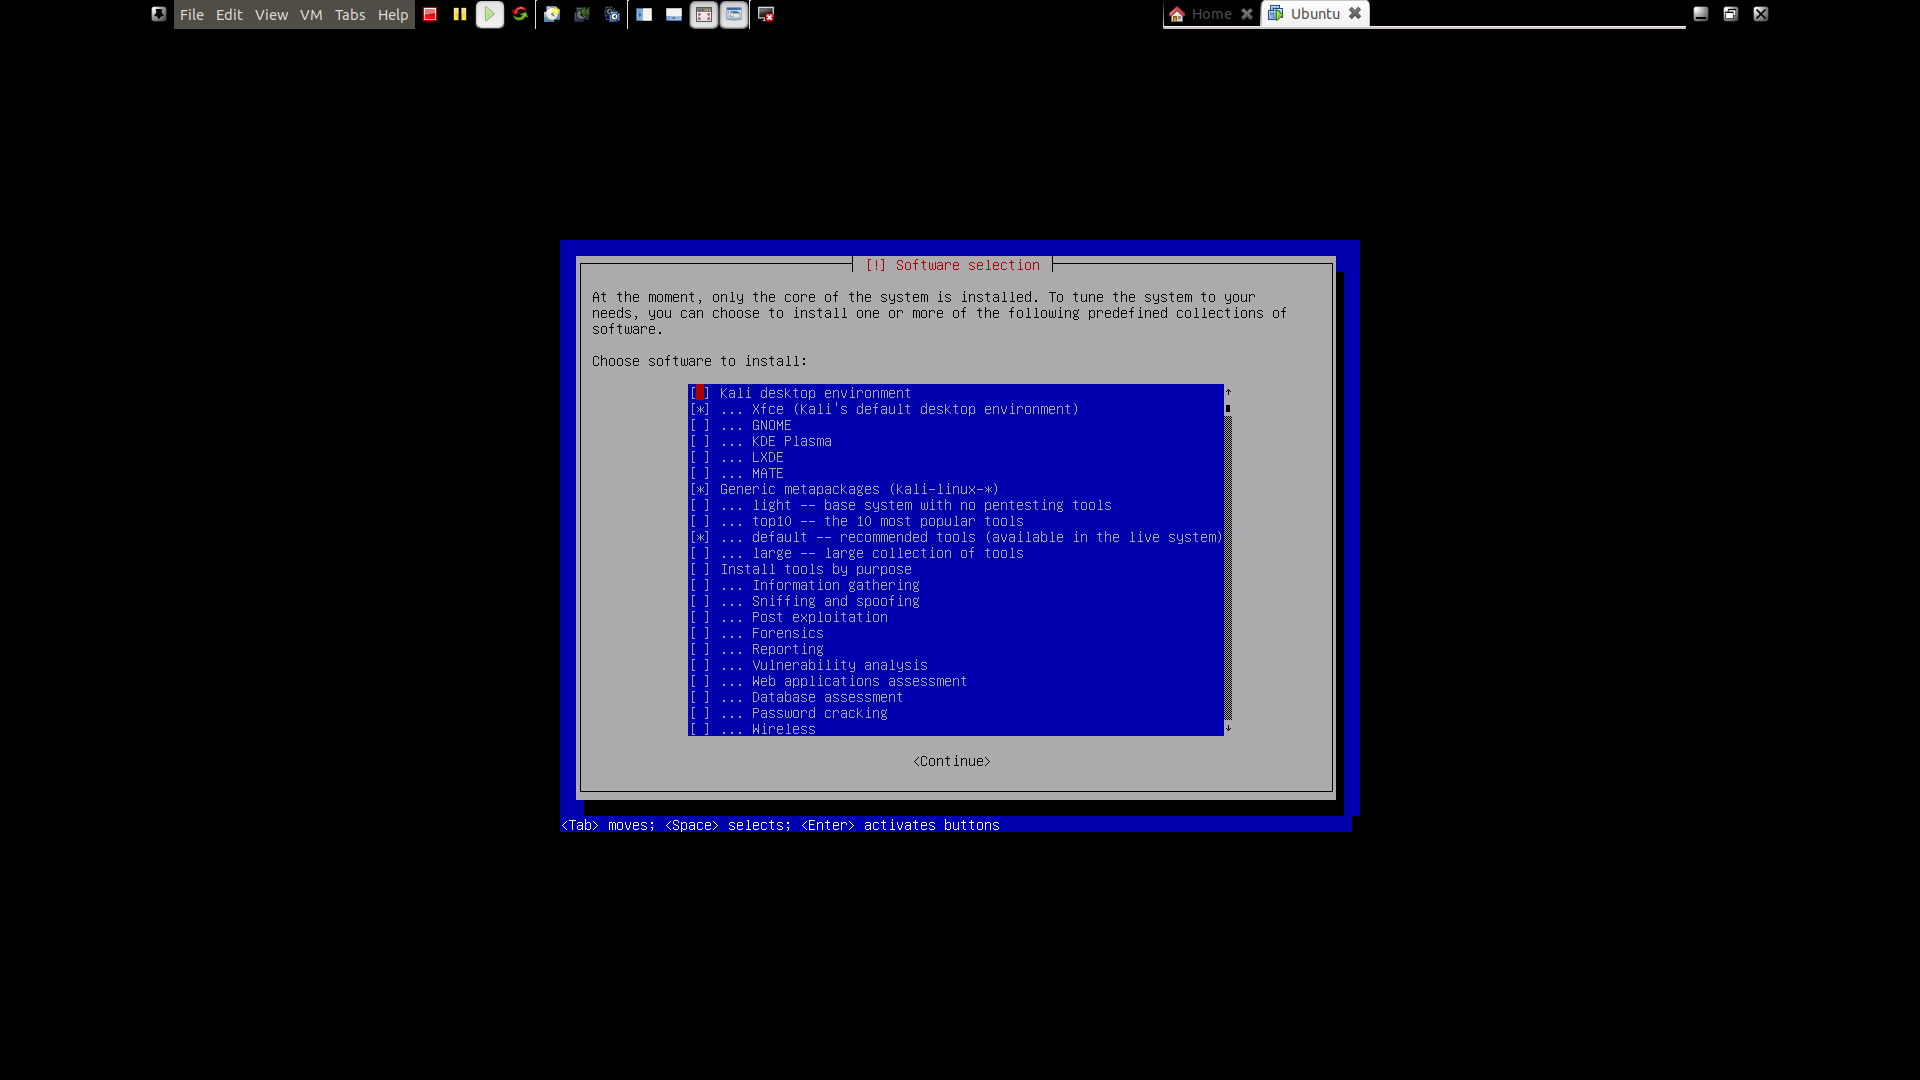 File Edit View VM Tabs Help Home Ubuntu
[!] Software selection
At the moment, only the core of the system is installed. To tune the system to your
needs, you can choose to install one or more of the following predefined collections of
software.
Choose software to install:
[ ] Kali desktop environment
[*] ... Xfce (Kali's default desktop environment)
[ ] ... GNOME
[ ] ... KDE Plasma
[ ] ... LXDE
[ ] ... MATE
[*] Generic metapackages (kali-linux-*)
[ ] ... light -- base system with no pentesting tools
[ ] ... top10 -- the 10 most popular tools
[*] ... default -- recommended tools (available in the live system)
[ ] ... large -- large collection of tools
[ ] Install tools by purpose
[ ] ... Information gathering
[ ] ... Sniffing and spoofing
[ ] ... Post exploitation
[ ] ... Forensics
[ ] ... Reporting
[ ] ... Vulnerability analysis
[ ] ... Web applications assessment
[ ] ... Database assessment
[ ] ... Password cracking
[ ] ... Wireless
<Continue>
<Tab> moves; <Space> selects; <Enter> activates buttons